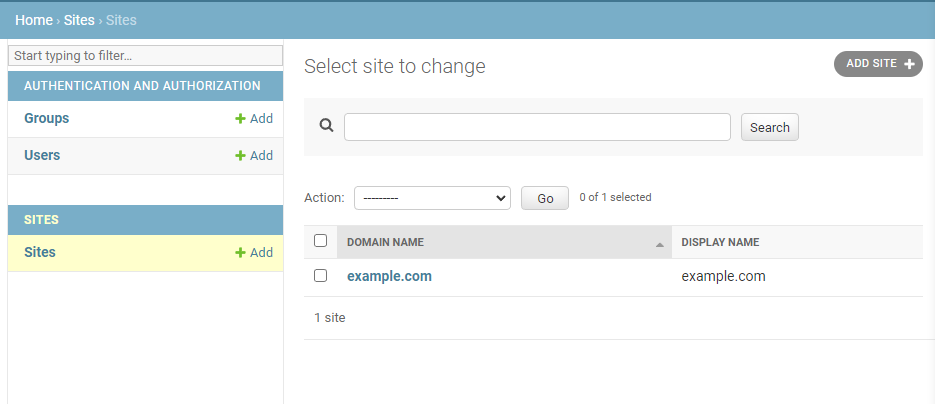 Home › Sites › Sites
Start typing to filter...
AUTHENTICATION AND AUTHORIZATION
Groups + Add
Users + Add
SITES
Sites + Add
Select site to change
ADD SITE +
Search
Action: --------- Go 0 of 1 selected
DOMAIN NAME DISPLAY NAME
example.com example.com
1 site